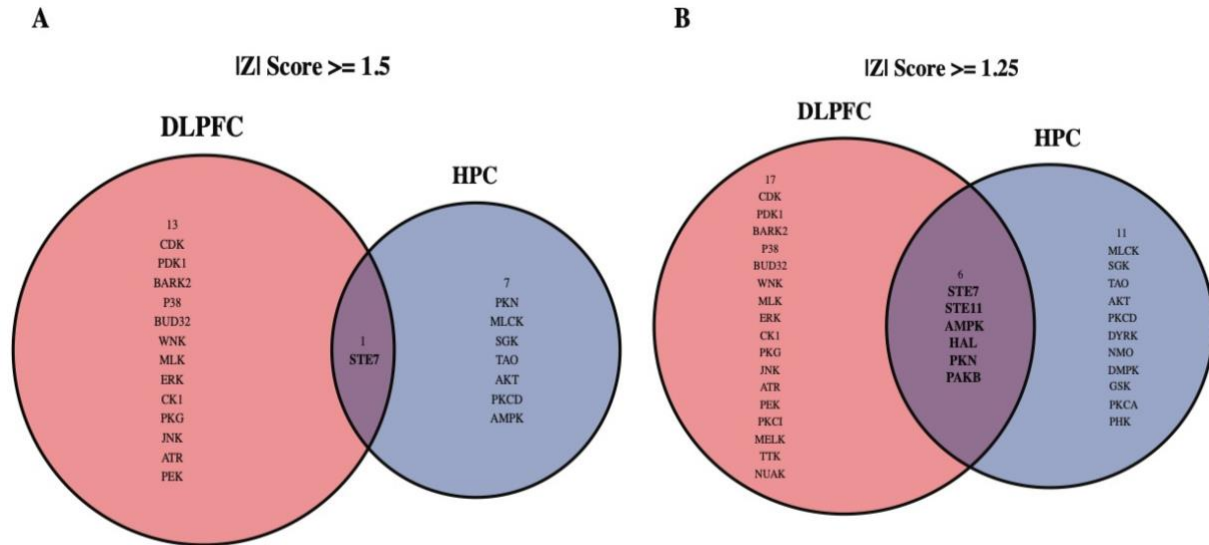 A
|Z| Score >= 1.5
DLPFC
HPC
13
CDK
PDK1
BARK2
P38
BUD32
WNK
MLK
ERK
CK1
PKG
JNK
ATR
PEK
1
STE7
7
PKN
MLCK
SGK
TAO
AKT
PKCD
AMPK
B
|Z| Score >= 1.25
DLPFC
HPC
17
CDK
PDK1
BARK2
P38
BUD32
WNK
MLK
ERK
CK1
PKG
JNK
ATR
PEK
PKCI
MELK
TTK
NUAK
6
STE7
STE11
AMPK
HAL
PKN
PAKB
11
MLCK
SGK
TAO
AKT
PKCD
DYRK
NMO
DMPK
GSK
PKCA
PHK